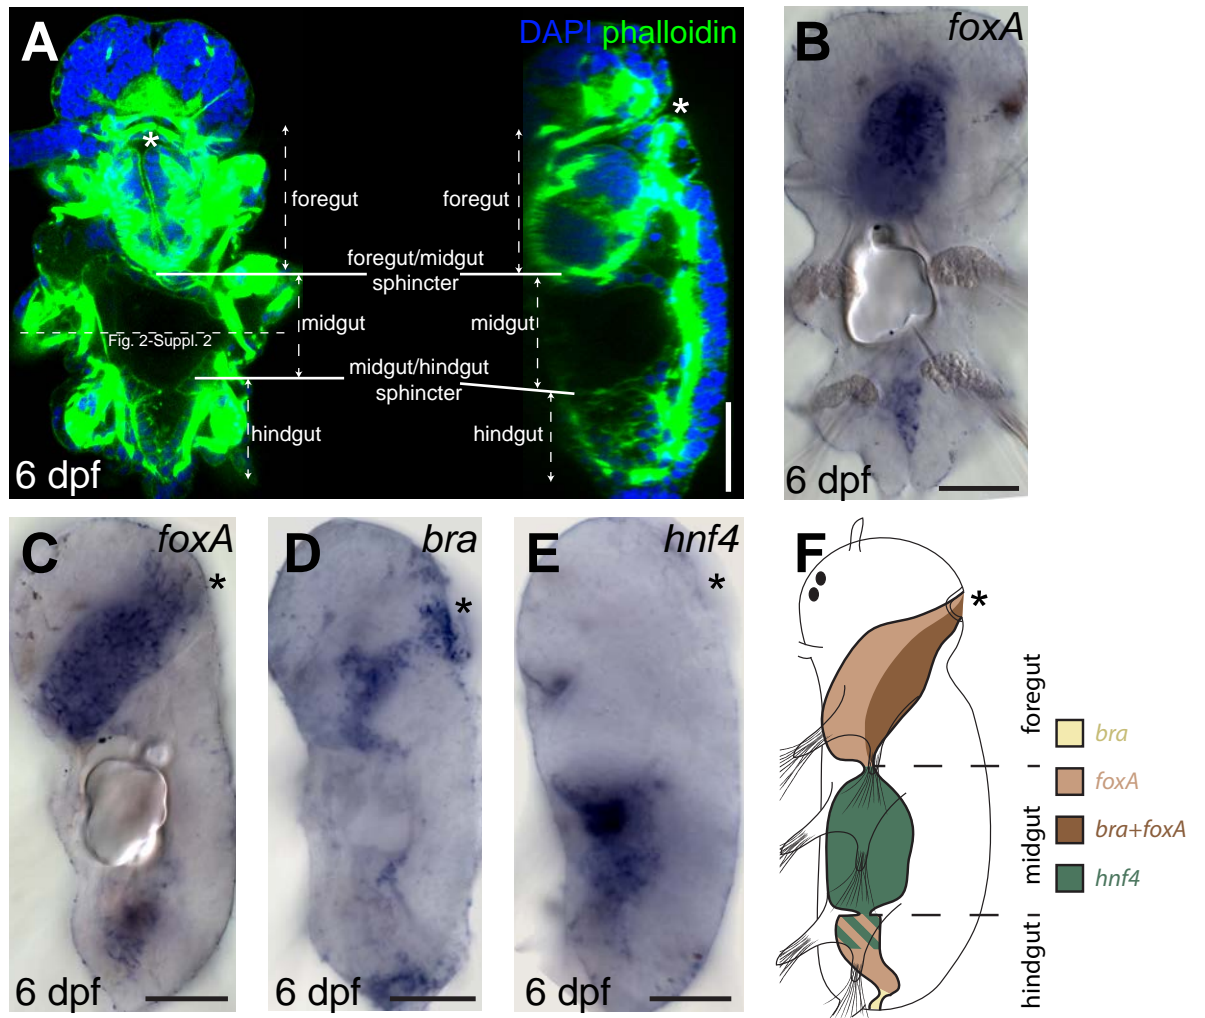 A
DAPI phalloidin
*
*
foregut
foregut
foregut/midgut
sphincter
midgut
midgut
Fig. 2-Suppl. 2
midgut/hindgut
sphincter
hindgut
hindgut
6 dpf
B
foxA
6 dpf
C
foxA
*
6 dpf
D
bra
*
6 dpf
E
hnf4
*
6 dpf
F
*
foregut
midgut
hindgut
bra
foxA
bra+foxA
hnf4